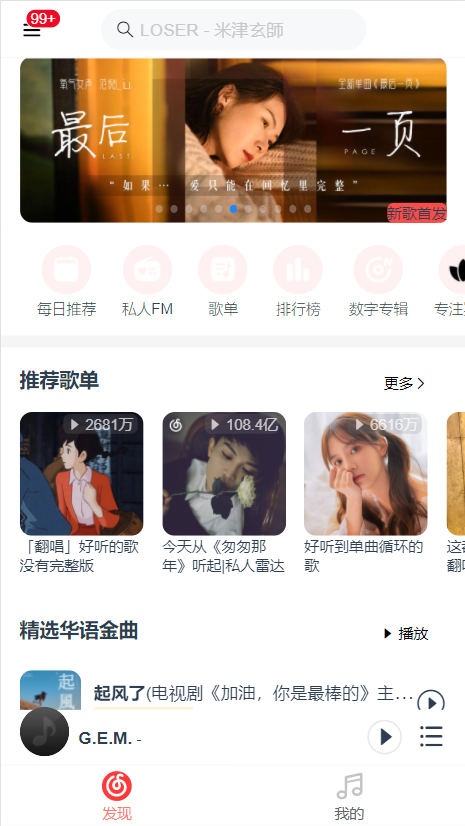 99+
LOSER - 米津玄師
氧气女声 范茹_Li
全新单曲《最后一页》
最后
一页
LAST
PAGE
“如果… 爱只能在回忆里完整”
新歌首发
每日推荐 私人FM 歌单 排行榜 数字专辑 专注
推荐歌单
更多
2681万
108.4亿
6616万
「翻唱」好听的歌
没有完整版
今天从《匆匆那
年》听起|私人雷达
好听到单曲循环的
歌
这
翻
精选华语金曲
播放
起風
起风了(电视剧《加油，你是最棒的》主…
G.E.M. -
发现
我的